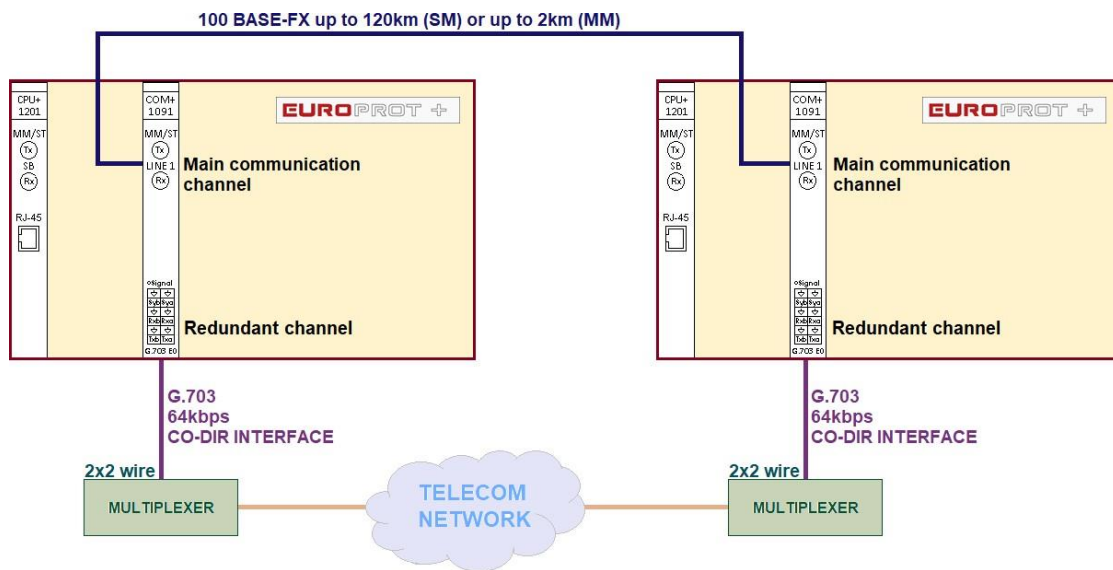 100 BASE-FX up to 120km (SM) or up to 2km (MM)
CPU+
1201
MM/ST
Tx
SB
Rx
RJ-45
COM+
1091
MM/ST
Tx
LINE 1
Rx
Signal
Syb Sya
Rxb Rxa
Txb Txa
G.703 E0
EUROPROT +
Main communication
channel
Redundant channel
CPU+
1201
MM/ST
Tx
SB
Rx
RJ-45
COM+
1091
MM/ST
Tx
LINE 1
Rx
Signal
Syb Sya
Rxb Rxa
Txb Txa
G.703 E0
EUROPROT +
Main communication
channel
Redundant channel
G.703
64kbps
CO-DIR INTERFACE
2x2 wire
MULTIPLEXER
TELECOM
NETWORK
G.703
64kbps
CO-DIR INTERFACE
2x2 wire
MULTIPLEXER